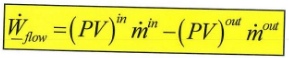 Ẇ_flow = (PV)^in ṁ^in − (PV)^out ṁ^out